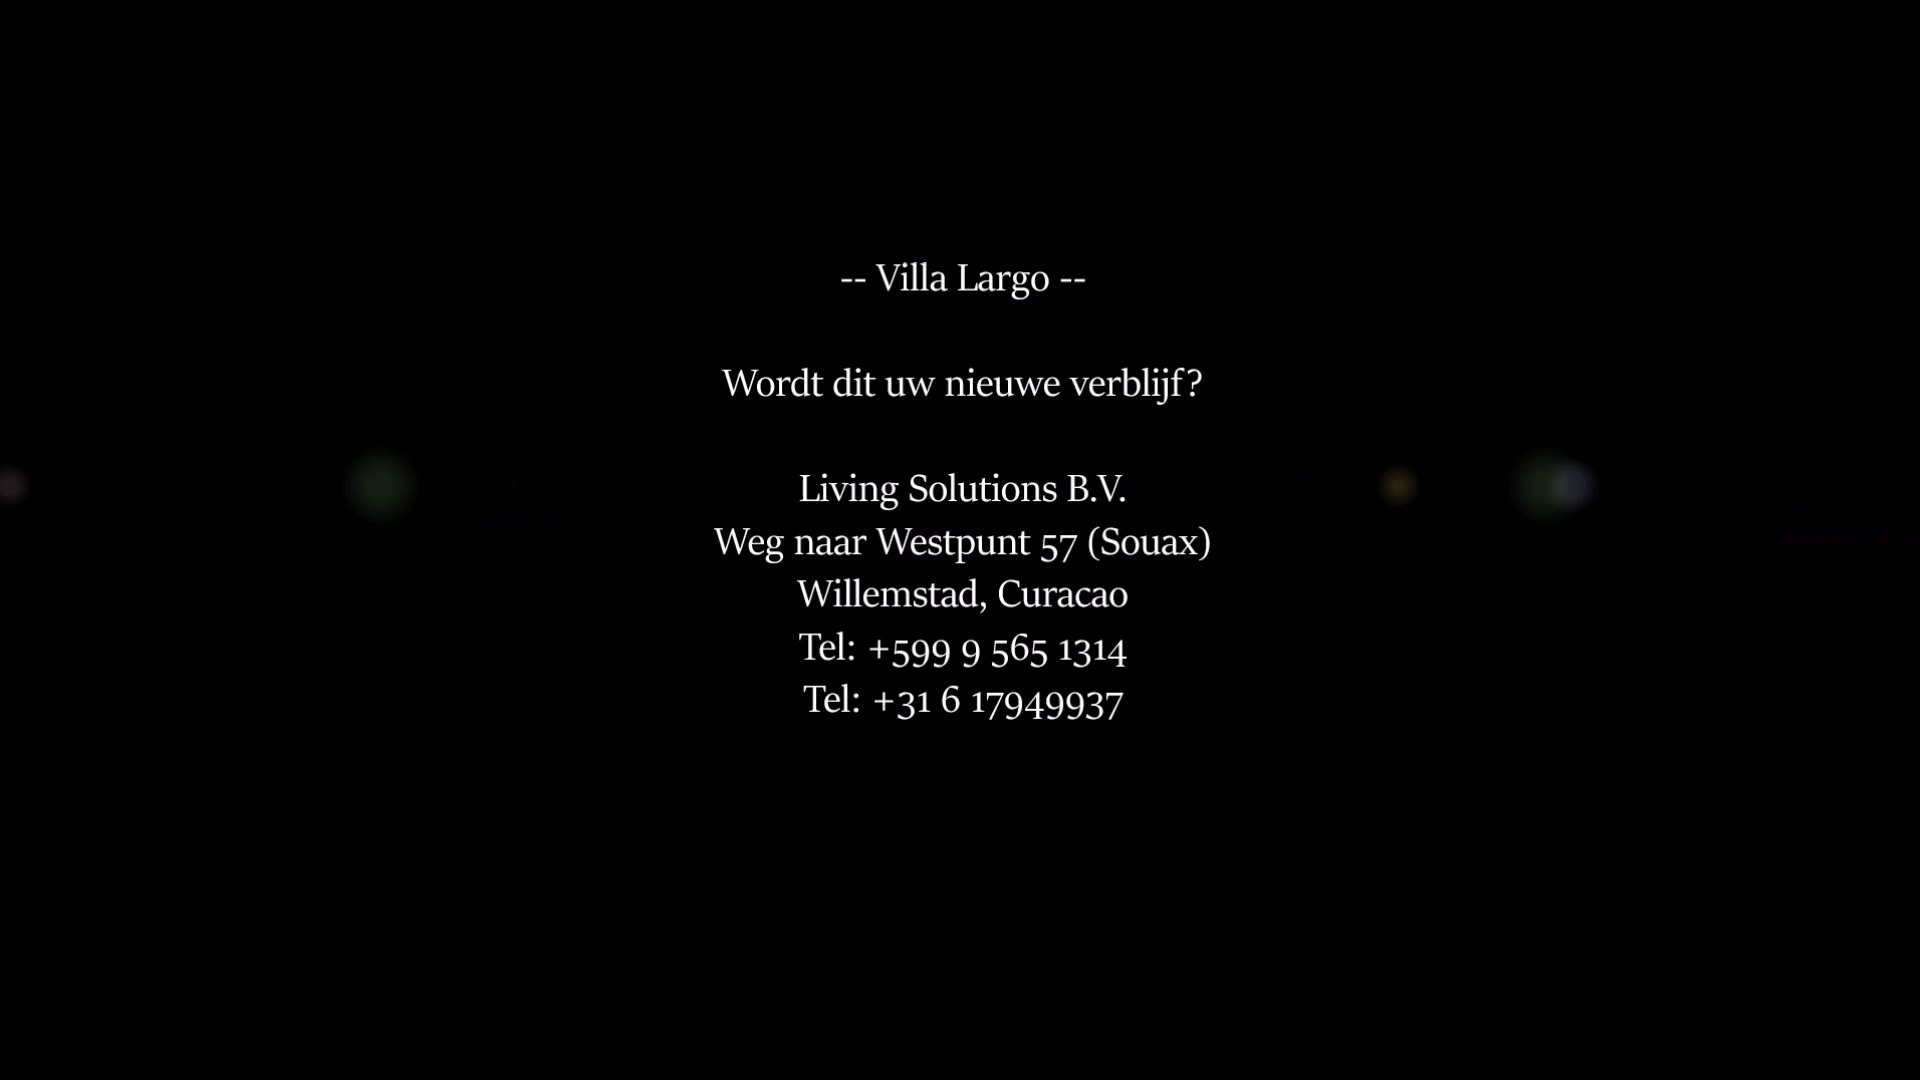 -- Villa Largo --
Wordt dit uw nieuwe verblijf?
Living Solutions B.V.
Weg naar Westpunt 57 (Souax)
Willemstad, Curacao
Tel: +599 9 565 1314
Tel: +31 6 17949937